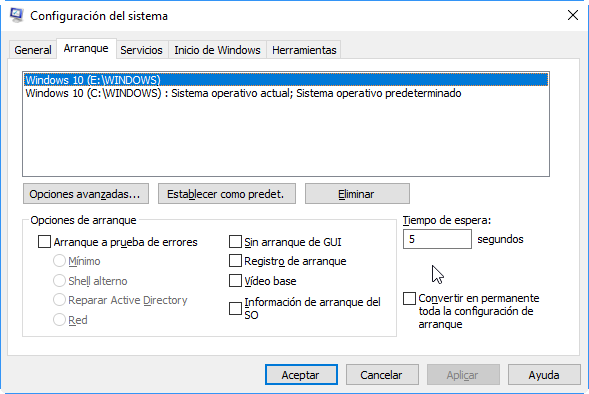 Configuración del sistema
General Arranque Servicios Inicio de Windows Herramientas
Windows 10 (E:\WINDOWS)
Windows 10 (C:\WINDOWS) : Sistema operativo actual; Sistema operativo predeterminado
Opciones avanzadas... Establecer como predet. Eliminar
Opciones de arranque
Arranque a prueba de errores
Mínimo
Shell alterno
Reparar Active Directory
Red
Sin arranque de GUI
Registro de arranque
Vídeo base
Información de arranque del
SO
Tiempo de espera:
5 segundos
Convertir en permanente
toda la configuración de
arranque
Aceptar Cancelar Aplicar Ayuda